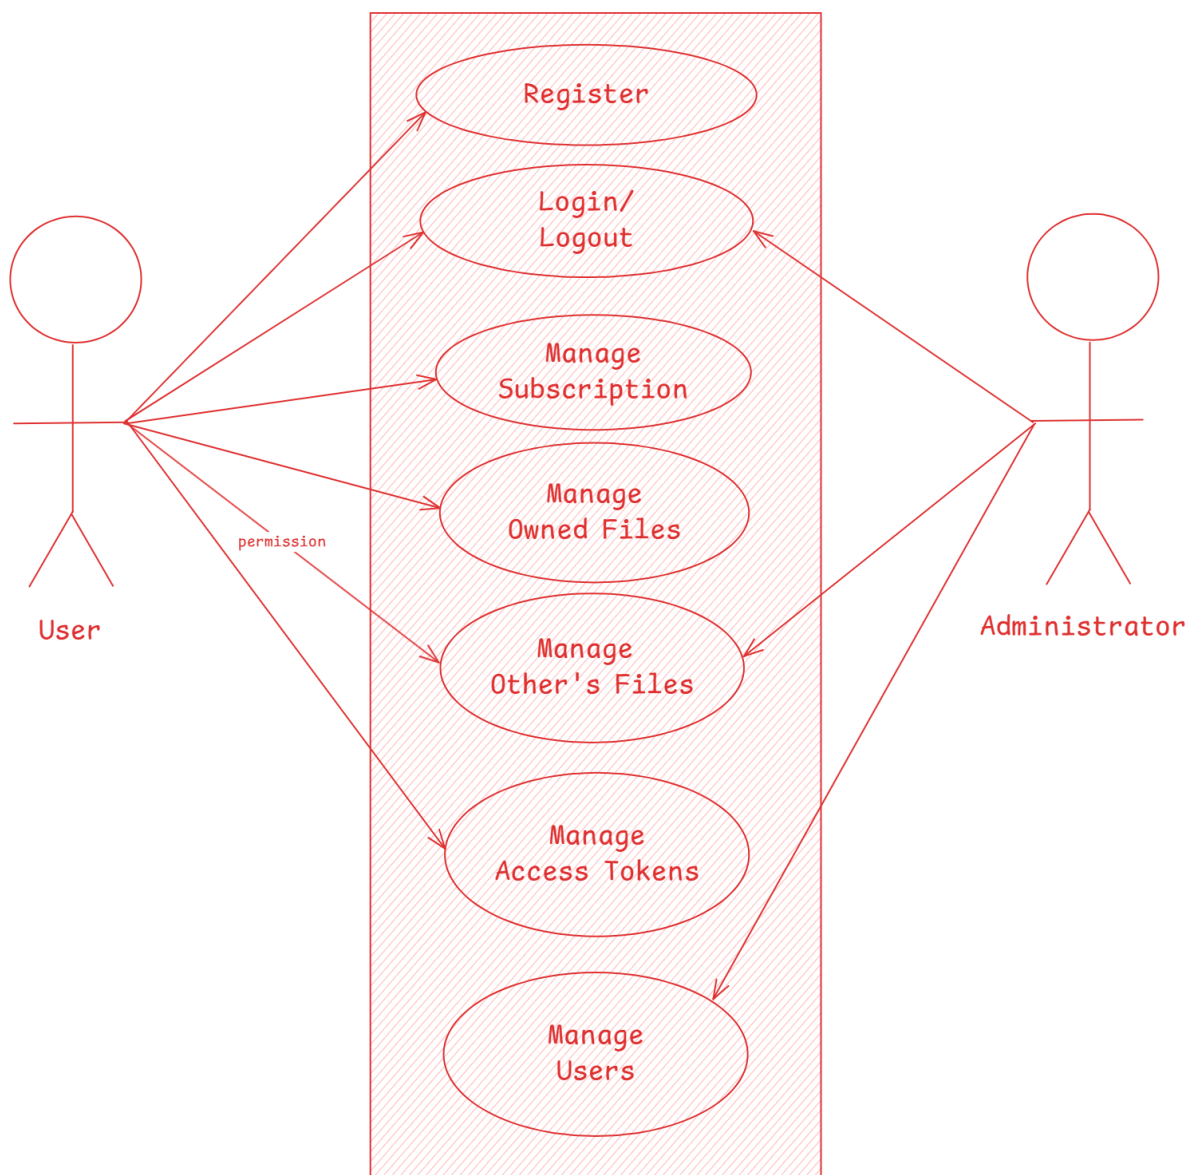 Register
Login/
Logout
Manage
Subscription
Manage
Owned Files
permission
Manage
Other's Files
User
Administrator
Manage
Access Tokens
Manage
Users